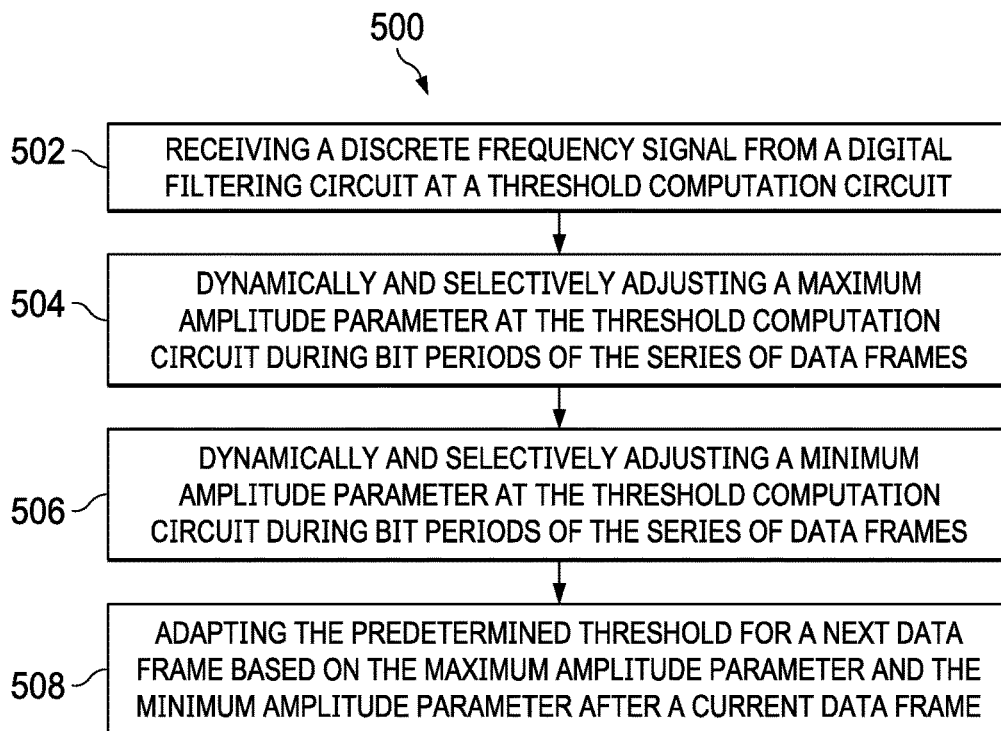 500
502
RECEIVING A DISCRETE FREQUENCY SIGNAL FROM A DIGITAL
FILTERING CIRCUIT AT A THRESHOLD COMPUTATION CIRCUIT
504
DYNAMICALLY AND SELECTIVELY ADJUSTING A MAXIMUM
AMPLITUDE PARAMETER AT THE THRESHOLD COMPUTATION
CIRCUIT DURING BIT PERIODS OF THE SERIES OF DATA FRAMES
506
DYNAMICALLY AND SELECTIVELY ADJUSTING A MINIMUM
AMPLITUDE PARAMETER AT THE THRESHOLD COMPUTATION
CIRCUIT DURING BIT PERIODS OF THE SERIES OF DATA FRAMES
508
ADAPTING THE PREDETERMINED THRESHOLD FOR A NEXT DATA
FRAME BASED ON THE MAXIMUM AMPLITUDE PARAMETER AND THE
MINIMUM AMPLITUDE PARAMETER AFTER A CURRENT DATA FRAME